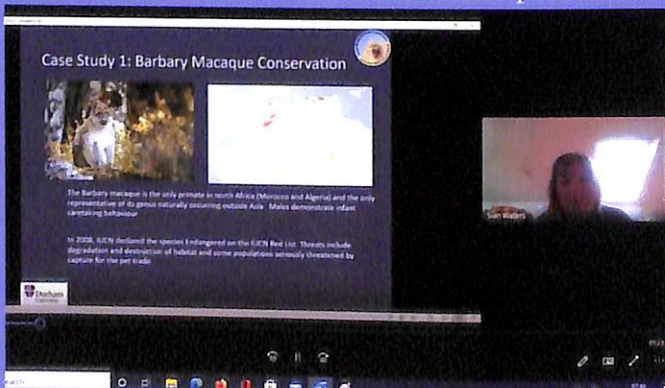 Case Study 1: Barbary Macaque Conservation
The Barbary macaque is the only primate in north Africa (Morocco and Algeria) and the only
representative of its genus naturally occurring outside Asia. Males demonstrate infant
caretaking behaviour
In 2008, IUCN declared the species Endangered on the IUCN Red List. Threats include
degradation and destruction of habitat and some populations seriously threatened by
capture for the pet trade
Sian Waters
Durham
University